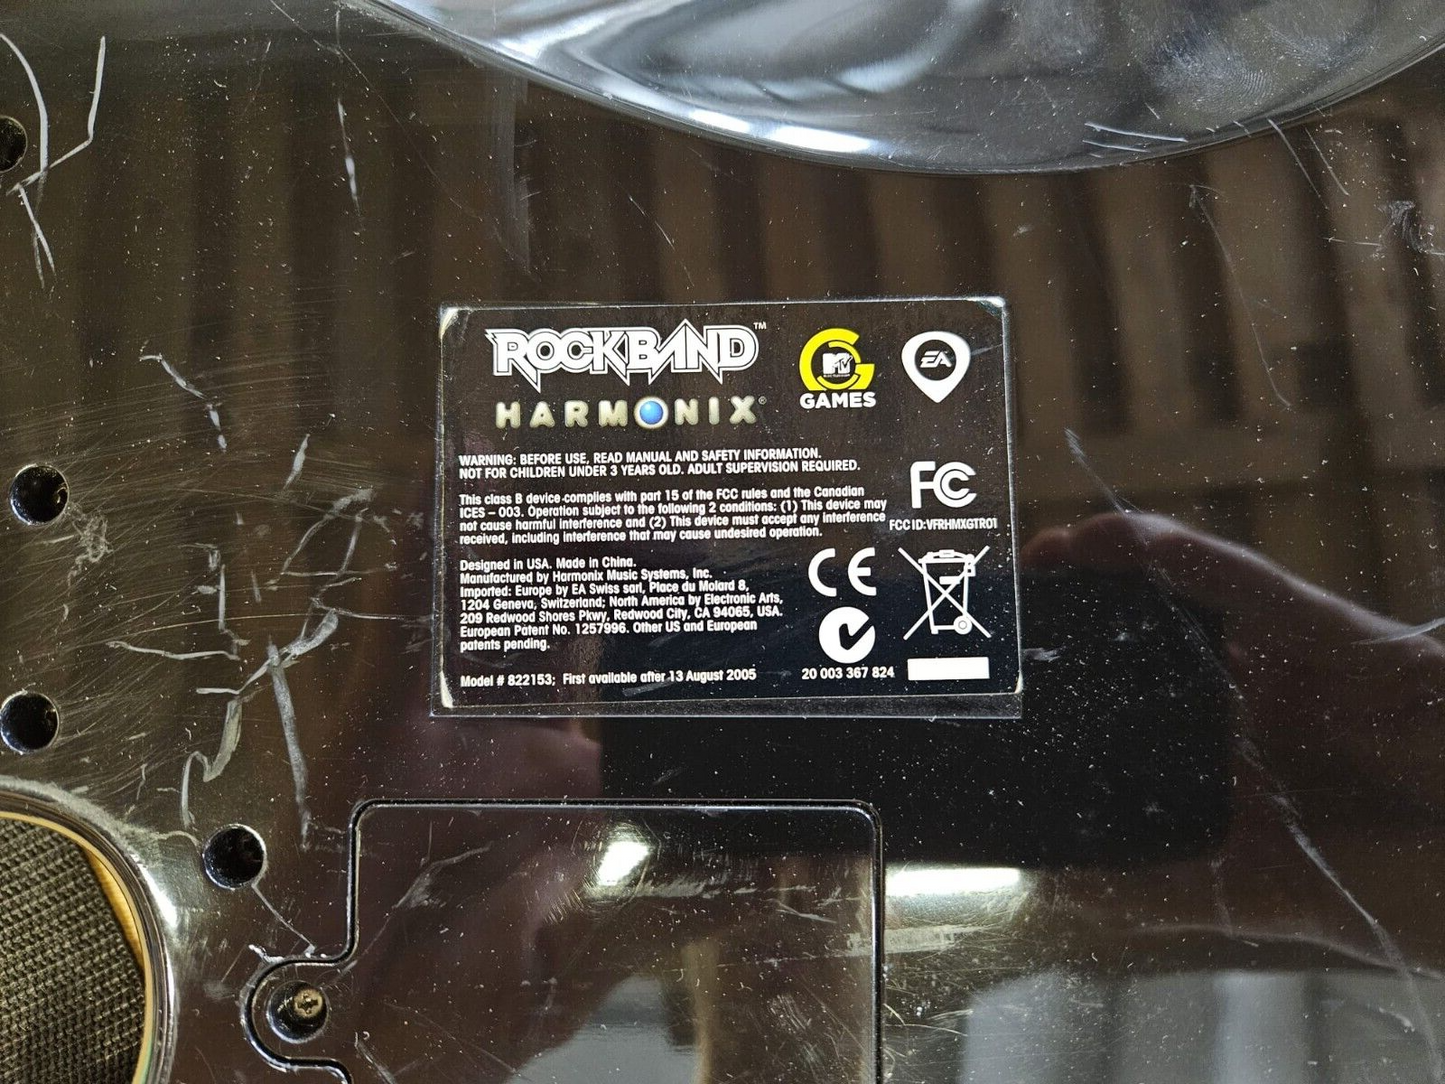 ROCKBAND™
HARMONIX®
MTV
G
GAMES
EA
WARNING: BEFORE USE, READ MANUAL AND SAFETY INFORMATION.
NOT FOR CHILDREN UNDER 3 YEARS OLD. ADULT SUPERVISION REQUIRED.
This class B device complies with part 15 of the FCC rules and the Canadian
ICES – 003. Operation subject to the following 2 conditions: (1) This device may
not cause harmful interference and (2) This device must accept any interference
received, including interference that may cause undesired operation.
FC
FCC ID:VFRHMXGTR01
Designed in USA. Made in China.
Manufactured by Harmonix Music Systems, Inc.
Imported: Europe by EA Swiss sarl, Place du Molard 8,
1204 Geneva, Switzerland; North America by Electronic Arts,
209 Redwood Shores Pkwy, Redwood City, CA 94065, USA.
European Patent No. 1257996. Other US and European
patents pending.
CE
Model # 822153; First available after 13 August 2005
20 003 367 824